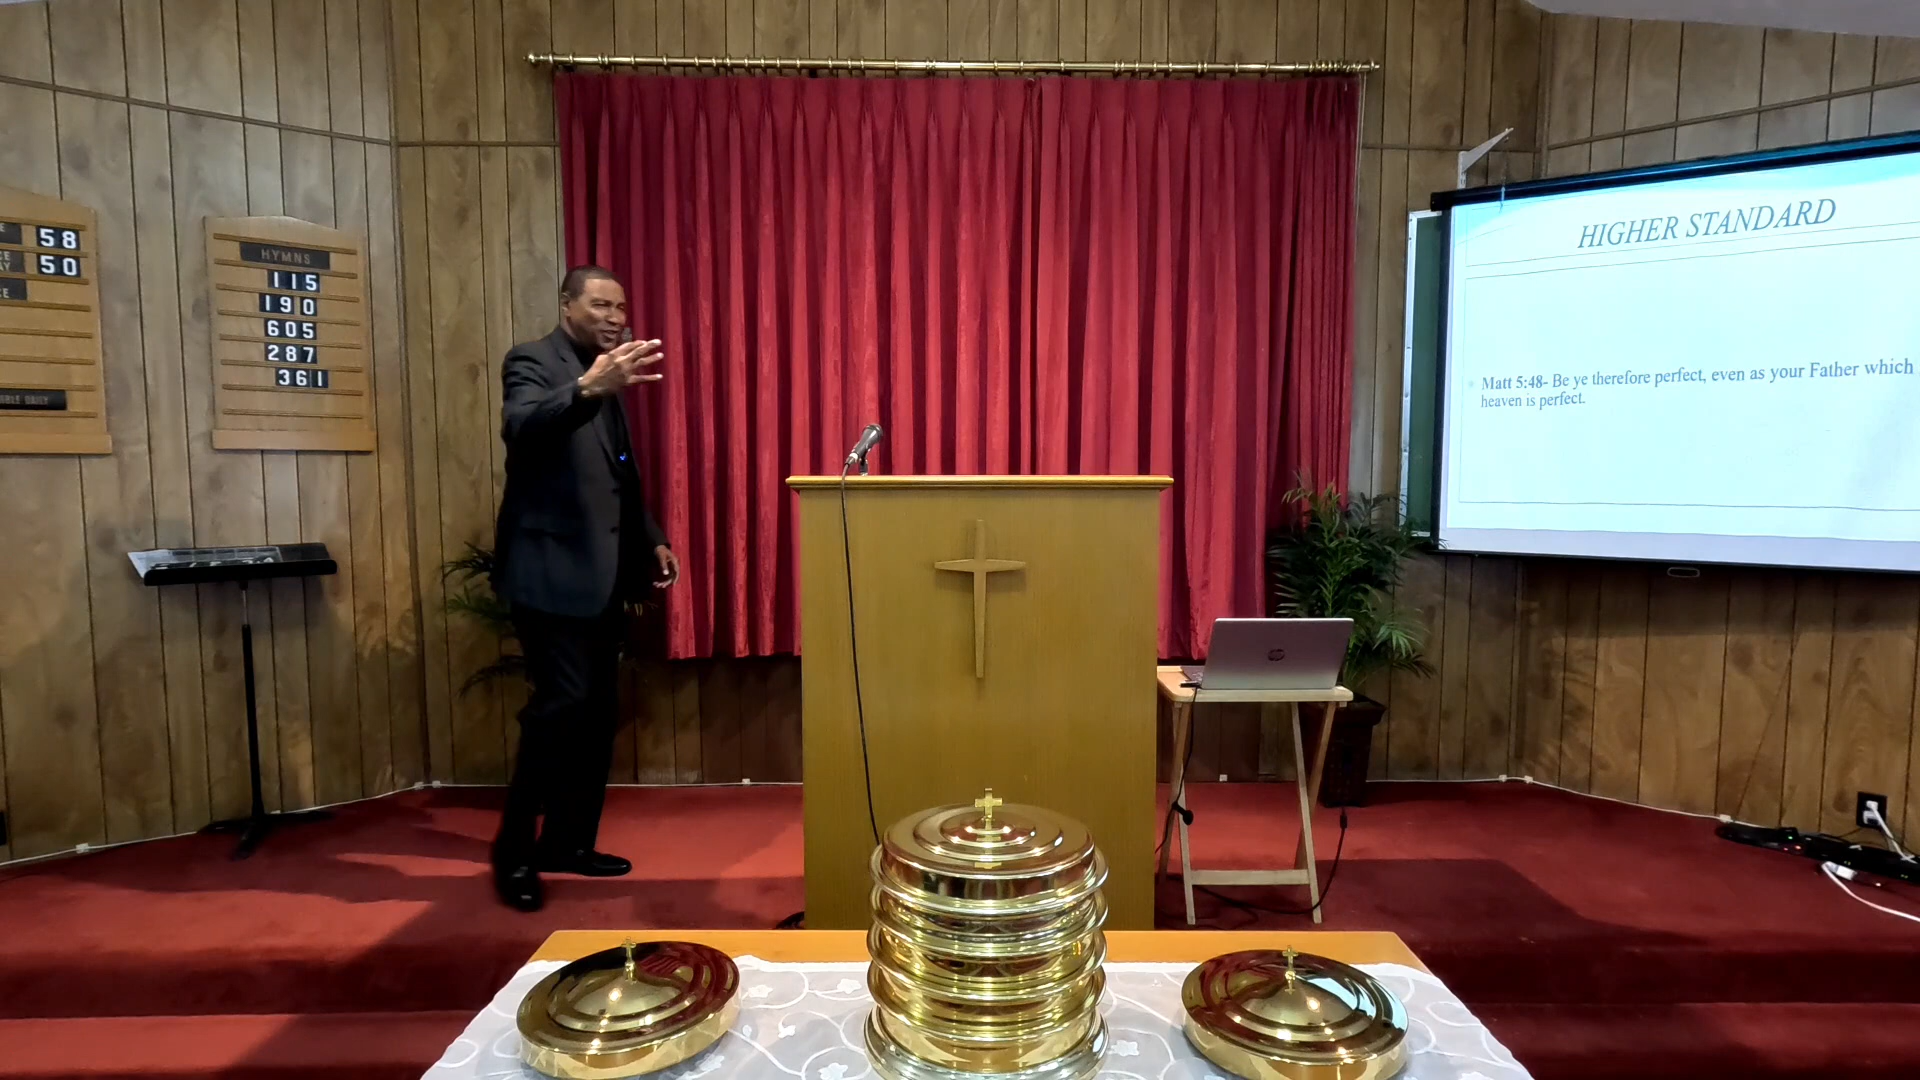 58
50
HYMNS
115
190
605
287
361
HIGHER STANDARD
Matt 5:48- Be ye therefore perfect, even as your Father which
heaven is perfect.
hp